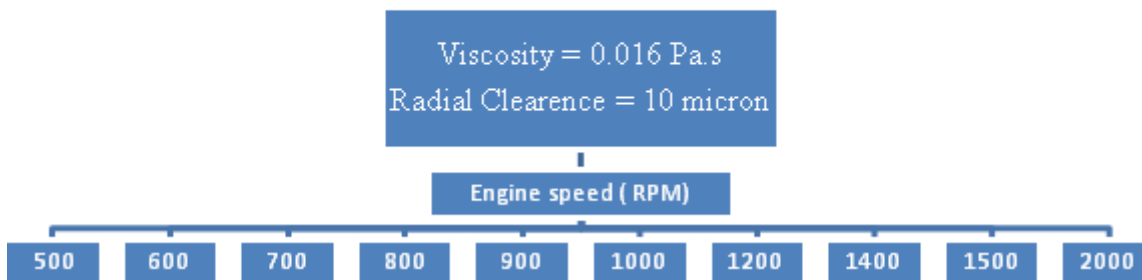 Viscosity = 0.016 Pa.s
Radial Clearence = 10 micron
Engine speed ( RPM)
500 600 700 800 900 1000 1200 1400 1500 2000